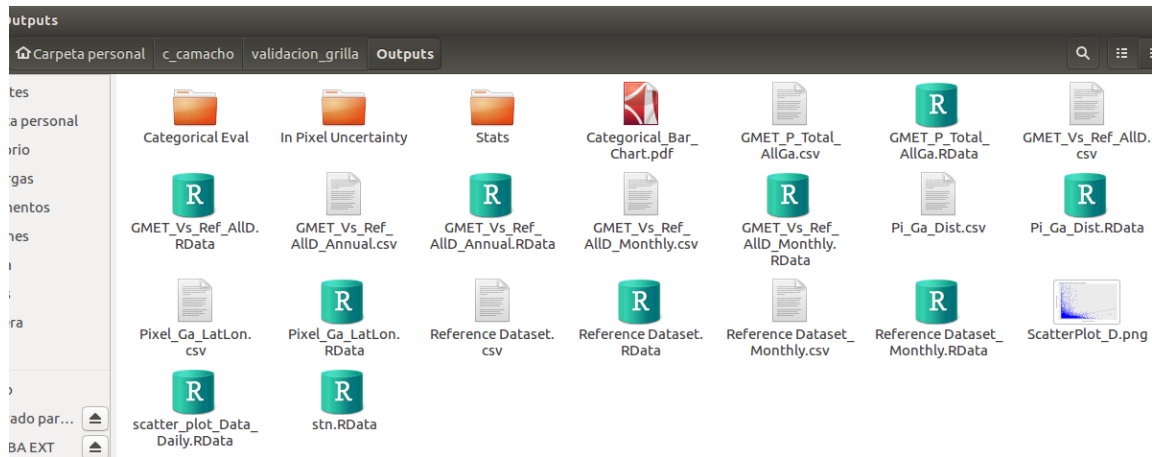 Outputs
Carpeta personal c_camacho validacion_grilla Outputs
Categorical Eval
In Pixel Uncertainty
Stats
Categorical_Bar_
Chart.pdf
GMET_P_Total_
AllGa.csv
R
GMET_P_Total_
AllGa.RData
GMET_Vs_Ref_AllD.
csv
R
GMET_Vs_Ref_AllD.
RData
GMET_Vs_Ref_
AllD_Annual.csv
R
GMET_Vs_Ref_
AllD_Annual.RData
GMET_Vs_Ref_
AllD_Monthly.csv
R
GMET_Vs_Ref_
AllD_Monthly.
RData
Pi_Ga_Dist.csv
R
Pi_Ga_Dist.RData
Pixel_Ga_LatLon.
csv
R
Pixel_Ga_LatLon.
RData
Reference Dataset.
csv
R
Reference Dataset.
RData
Reference Dataset_
Monthly.csv
R
Reference Dataset_
Monthly.RData
ScatterPlot_D.png
R
scatter_plot_Data_
Daily.RData
R
stn.RData
tes
a personal
orio
rgas
mentos
nes
era
ado par...
BA EXT